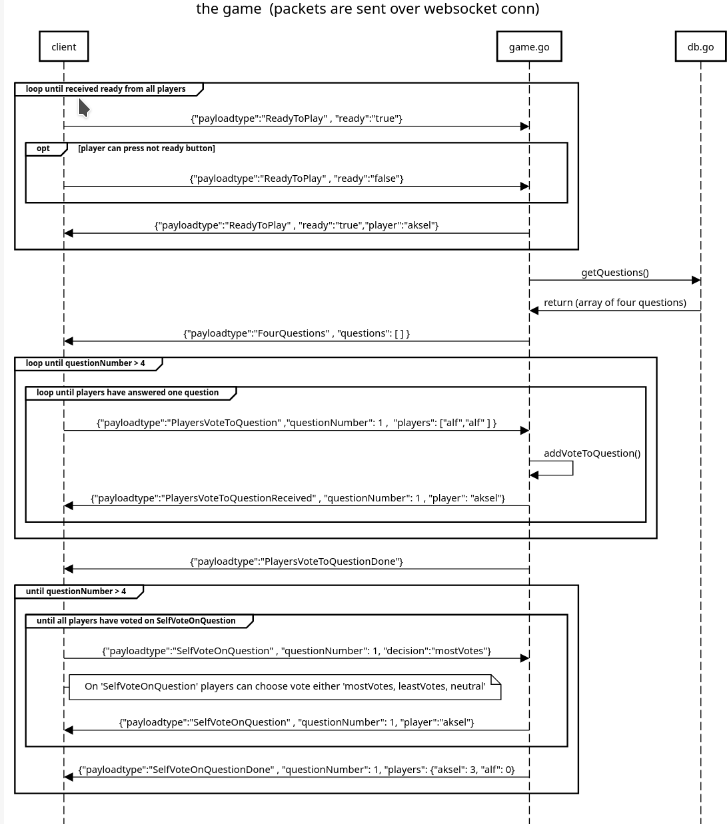 the game  (packets are sent over websocket conn)
client
game.go
db.go
loop until received ready from all players
{"payloadtype":"ReadyToPlay" , "ready":"true"}
opt
[player can press not ready button]
{"payloadtype":"ReadyToPlay" , "ready":"false"}
{"payloadtype":"ReadyToPlay" , "ready":"true","player":"aksel"}
getQuestions()
return (array of four questions)
{"payloadtype":"FourQuestions" , "questions": [ ] }
loop until questionNumber > 4
loop until players have answered one question
{"payloadtype":"PlayersVoteToQuestion" ,"questionNumber": 1 ,  "players": ["alf","alf" ] }
addVoteToQuestion()
{"payloadtype":"PlayersVoteToQuestionReceived" , "questionNumber": 1 , "player": "aksel"}
{"payloadtype":"PlayersVoteToQuestionDone"}
until questionNumber > 4
until all players have voted on SelfVoteOnQuestion
{"payloadtype":"SelfVoteOnQuestion" , "questionNumber": 1, "decision":"mostVotes"}
On 'SelfVoteOnQuestion' players can choose vote either 'mostVotes, leastVotes, neutral'
{"payloadtype":"SelfVoteOnQuestion" , "questionNumber": 1, "player":"aksel"}
{"payloadtype":"SelfVoteOnQuestionDone" , "questionNumber": 1, "players": {"aksel": 3, "alf": 0}